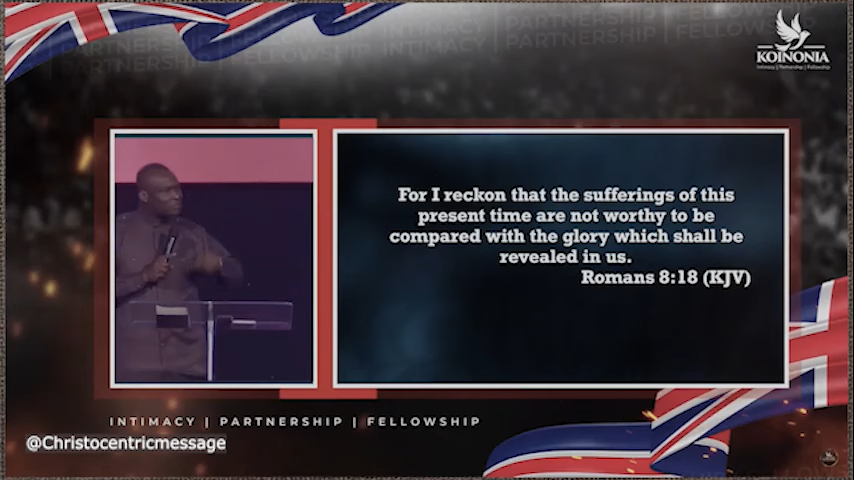 INTIMACY
PARTNERSHIP | FELLOWSHIP
KOINONIA
Intimacy | Partnership | Fellowship
For I reckon that the sufferings of this
present time are not worthy to be
compared with the glory which shall be
revealed in us.
Romans 8:18 (KJV)
INTIMACY | PARTNERSHIP | FELLOWSHIP
@Christocentricmessage